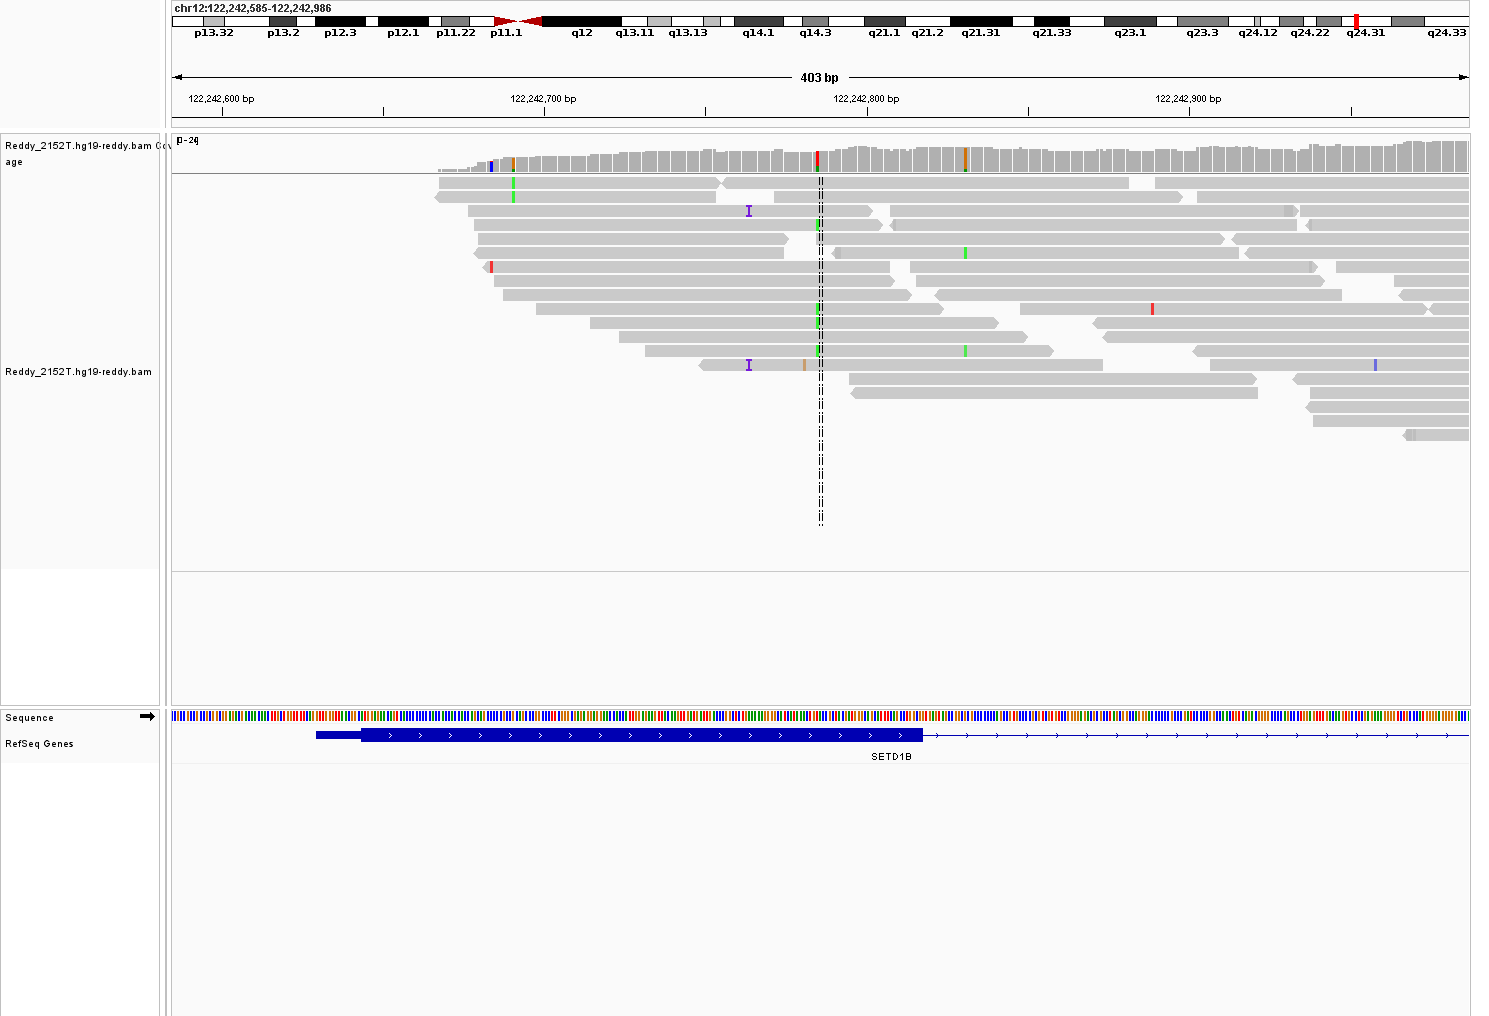 chr12:122,242,585-122,242,986
p13.32 p13.2 p12.3 p12.1 p11.22 p11.1 q12 q13.11 q13.13 q14.1 q14.3 q21.1 q21.2 q21.31 q21.33 q23.1 q23.3 q24.12 q24.22 q24.31 q24.33
403 bp
122,242,600 bp 122,242,700 bp 122,242,800 bp 122,242,900 bp
[0-24]
Reddy_2152T.hg19-reddy.bam Cov
age
Reddy_2152T.hg19-reddy.bam
Sequence
RefSeq Genes
SETD1B